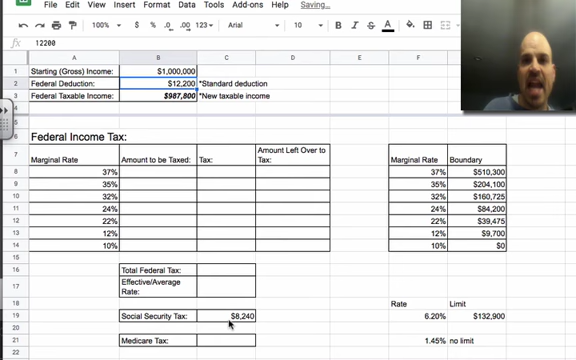 File Edit View Insert Format Data Tools Add-ons Help Saving...
100% $ % .0 .00 123 Arial 10 B I S A
fx 12200
A B C D E F G
1 Starting (Gross) Income: $1,000,000
2 Federal Deduction: $12,200 *Standard deduction
3 Federal Taxable Income: $987,800 *New taxable income
4
5
6 Federal Income Tax:
7 Marginal Rate Amount to be Taxed: Tax: Amount Left Over to Tax: Marginal Rate Boundary
8 37% 37% $510,300
9 35% 35% $204,100
10 32% 32% $160,725
11 24% 24% $84,200
12 22% 22% $39,475
13 12% 12% $9,700
14 10% 10% $0
15
16 Total Federal Tax:
17 Effective/Average Rate:
18 Rate Limit
19 Social Security Tax: $8,240 6.20% $132,900
20
21 Medicare Tax: 1.45% no limit
22